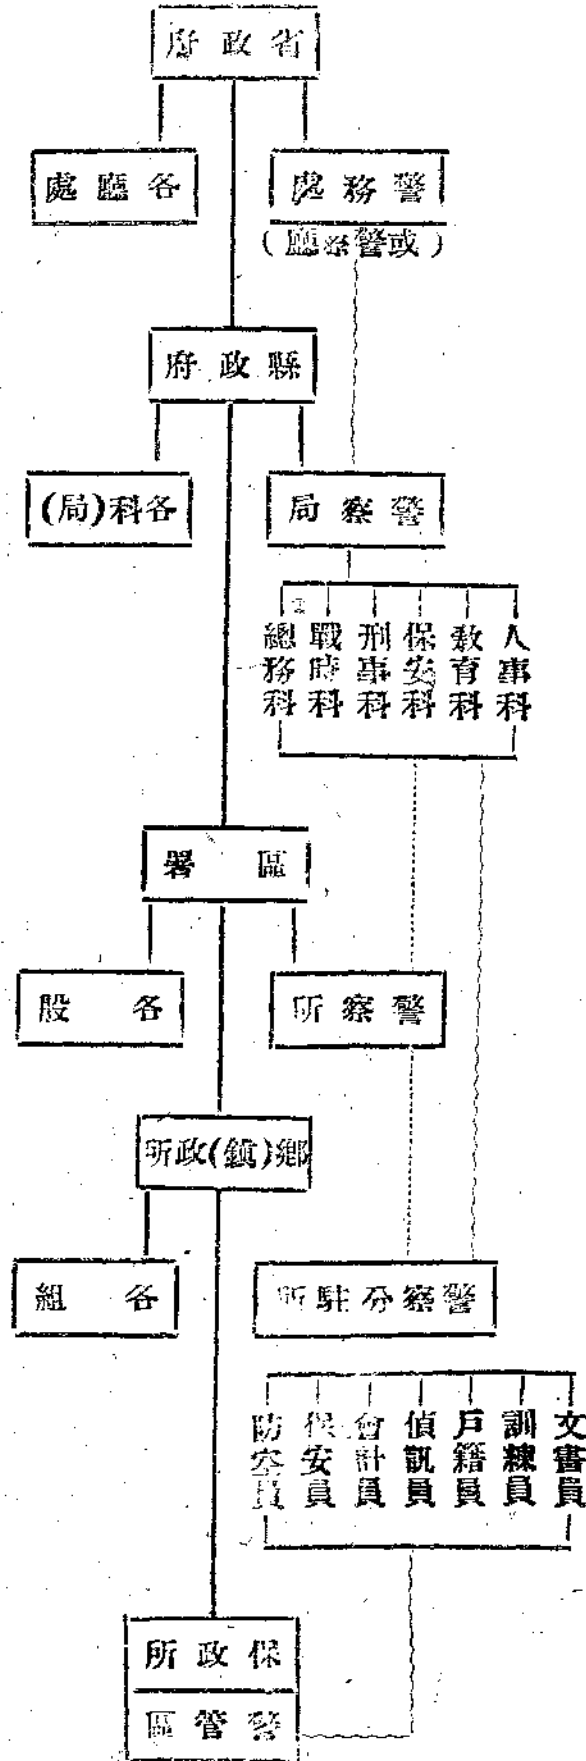 省政府
各廳處
警務處
(或警察廳)
縣政府
各科(局)
警察局
人事科
教育科
保安科
刑事科
戰時科
總務科
區署
各股
警察所
鄉(鎮)政所
各組
警察分駐所
文書員
訓練員
戶籍員
偵訊員
會計員
保安員
防空員
保政所
警管區